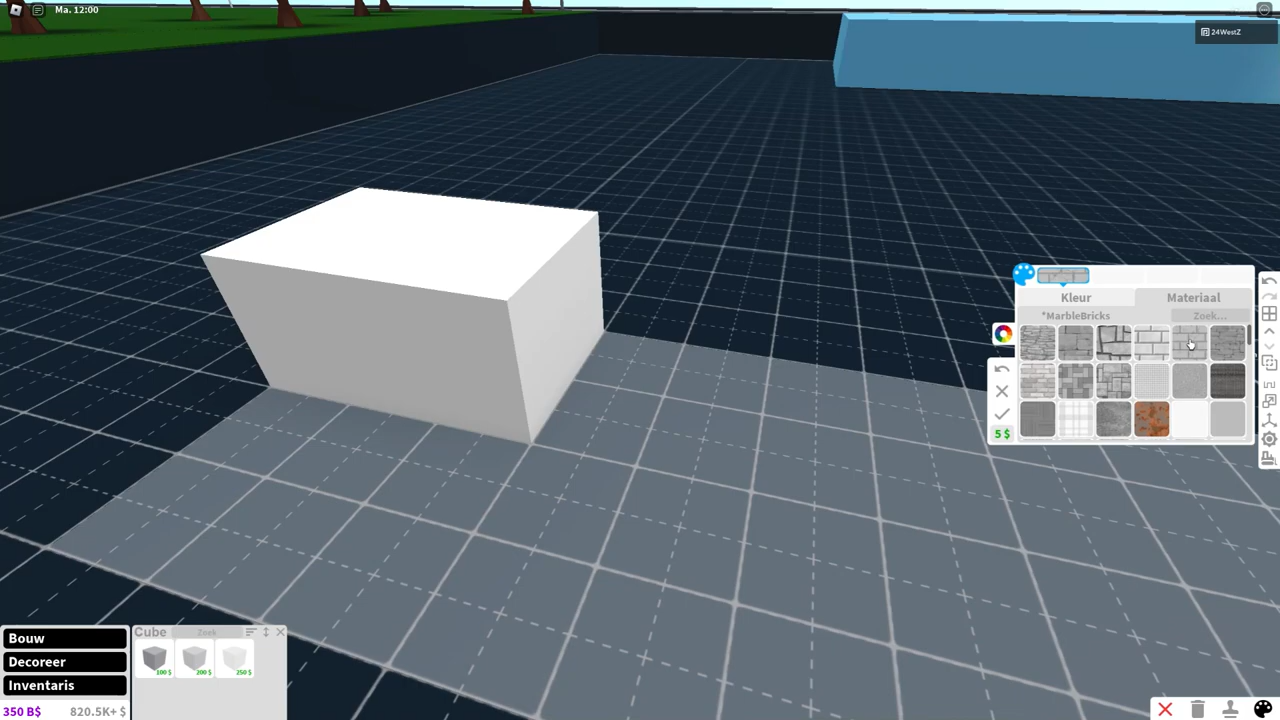 Ma. 12:00
24WestZ
Kleur
Materiaal
*MarbleBricks
Zoek...
5 $
Bouw
Decoreer
Inventaris
350 B$
820.5K+ $
Cube
Zoek
100 $
200 $
250 $